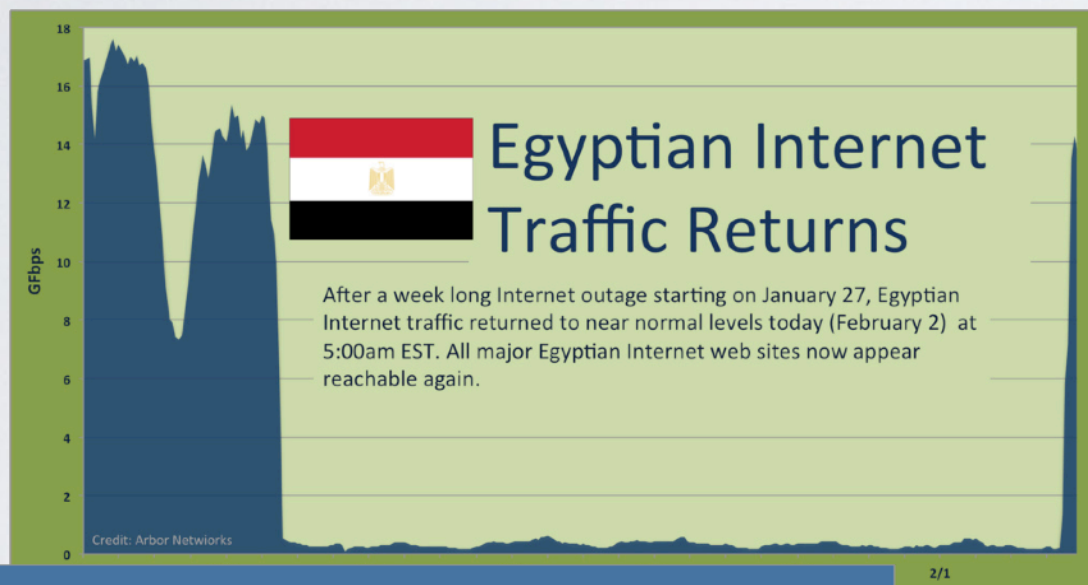 18
16
14
12
10
8
6
4
2
0
GFbps
Egyptian Internet
Traffic Returns
After a week long Internet outage starting on January 27, Egyptian
Internet traffic returned to near normal levels today (February 2) at
5:00am EST. All major Egyptian Internet web sites now appear
reachable again.
Credit: Arbor Netwiorks
2/1